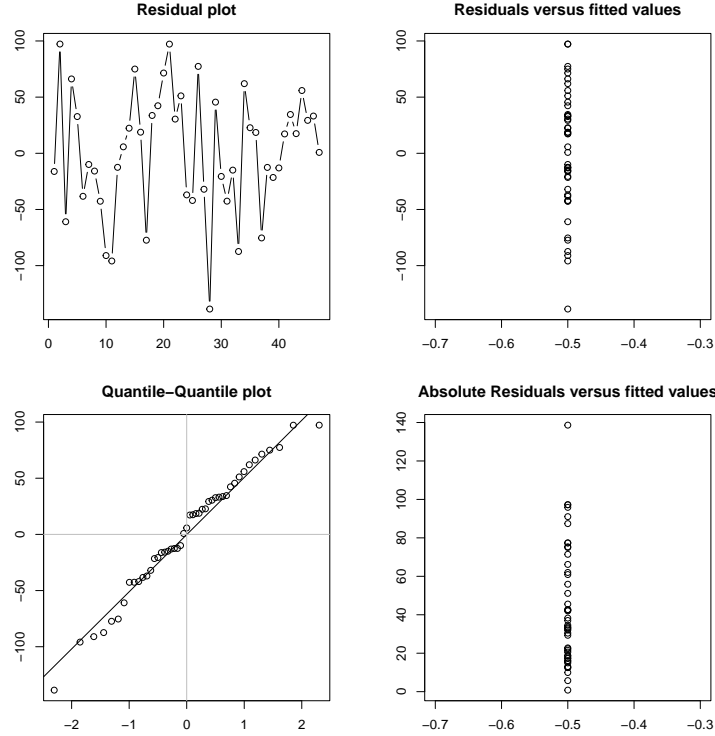 Residual plot
100
50
0
−50
−100
0 10 20 30 40
Residuals versus fitted values
100
50
0
−50
−100
−0.7 −0.6 −0.5 −0.4 −0.3
Quantile−Quantile plot
100
50
0
−50
−100
−2 −1 0 1 2
Absolute Residuals versus fitted values
140
120
100
80
60
40
20
0
−0.7 −0.6 −0.5 −0.4 −0.3